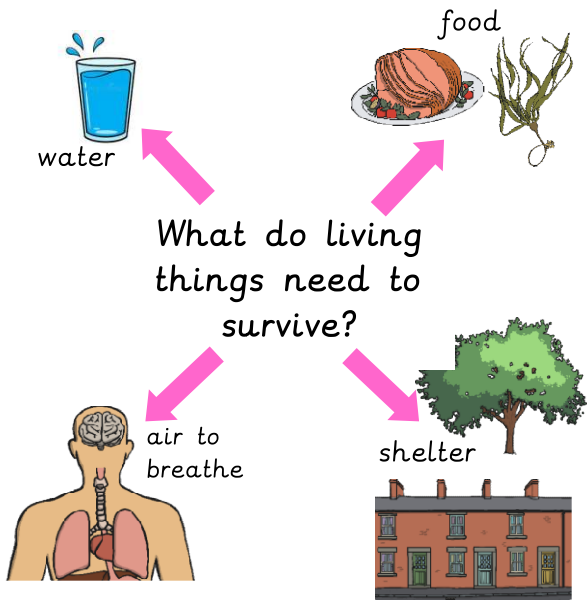 food
water
What do living
things need to
survive?
air to
breathe
shelter